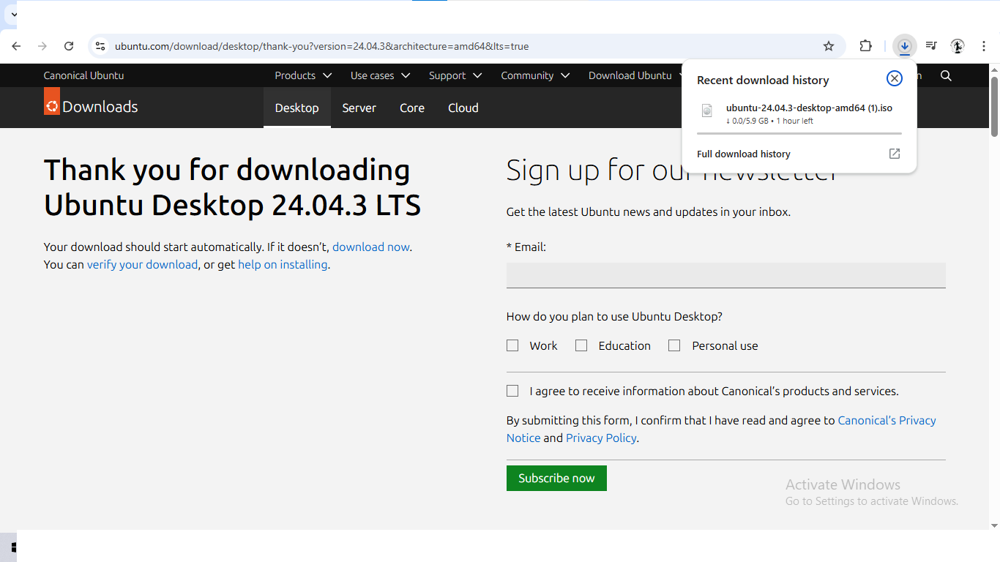 ubuntu.com/download/desktop/thank-you?version=24.04.3&architecture=amd64&lts=true
Canonical Ubuntu
Products
Use cases
Support
Community
Download Ubuntu
Downloads
Desktop
Server
Core
Cloud
Recent download history
ubuntu-24.04.3-desktop-amd64 (1).iso
↓ 0.0/5.9 GB • 1 hour left
Full download history
Thank you for downloading
Ubuntu Desktop 24.04.3 LTS
Your download should start automatically. If it doesn’t, download now.
You can verify your download, or get help on installing.
Sign up for our newsletter
Get the latest Ubuntu news and updates in your inbox.
* Email:
How do you plan to use Ubuntu Desktop?
Work
Education
Personal use
I agree to receive information about Canonical’s products and services.
By submitting this form, I confirm that I have read and agree to Canonical’s Privacy
Notice and Privacy Policy.
Subscribe now
Activate Windows
Go to Settings to activate Windows.